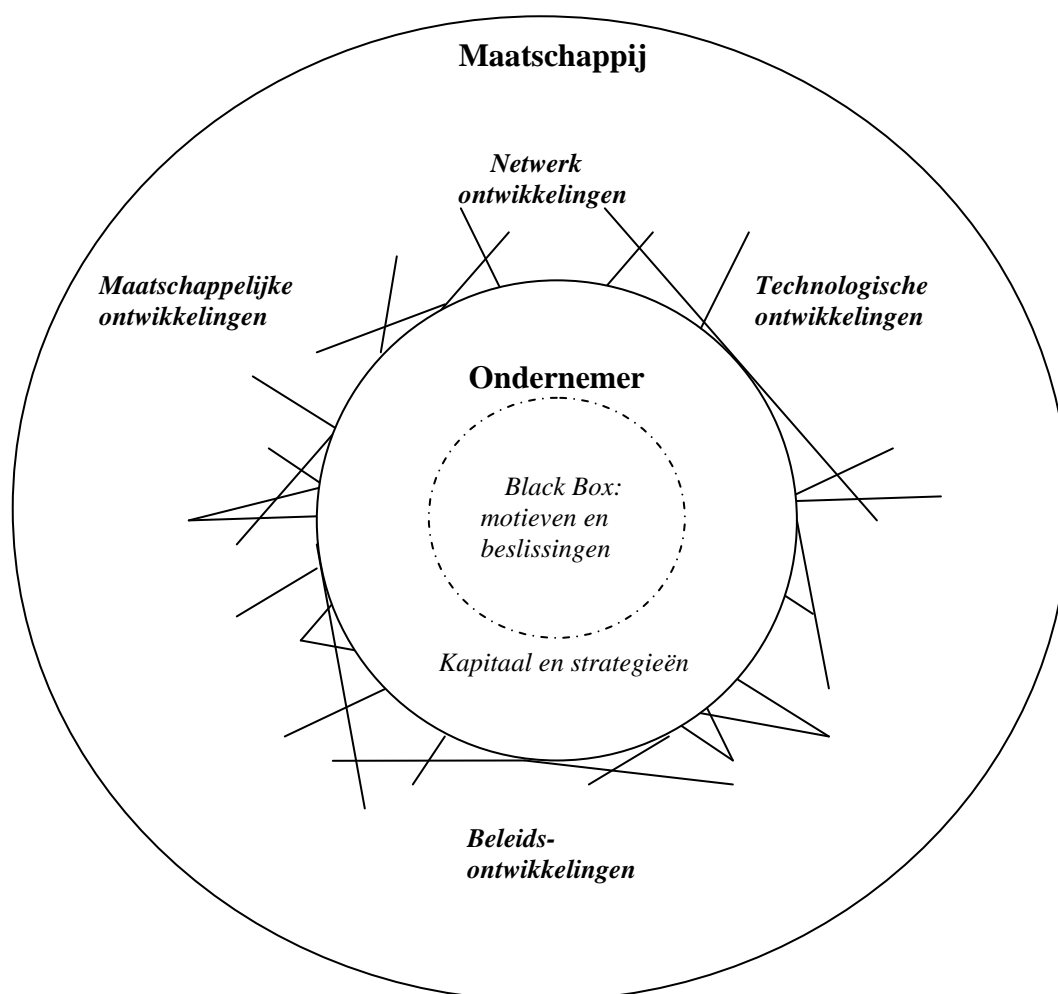 Maatschappij
Netwerk
ontwikkelingen
Maatschappelijke
ontwikkelingen
Technologische
ontwikkelingen
Ondernemer
Black Box:
motieven en
beslissingen
Kapitaal en strategieën
Beleids-
ontwikkelingen